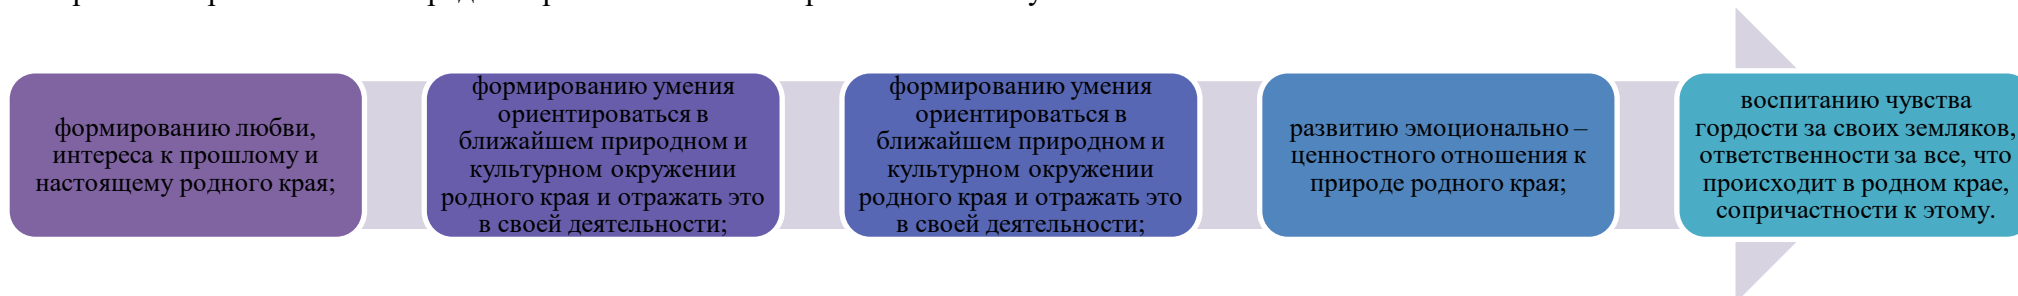 формированию любви,
интереса к прошлому и
настоящему родного края;
формированию умения
ориентироваться в
ближайшем природном и
культурном окружении
родного края и отражать это
в своей деятельности;
формированию умения
ориентироваться в
ближайшем природном и
культурном окружении
родного края и отражать это
в своей деятельности;
развитию эмоционально –
ценностного отношения к
природе родного края;
воспитанию чувства
гордости за своих земляков,
ответственности за все, что
происходит в родном крае,
сопричастности к этому.